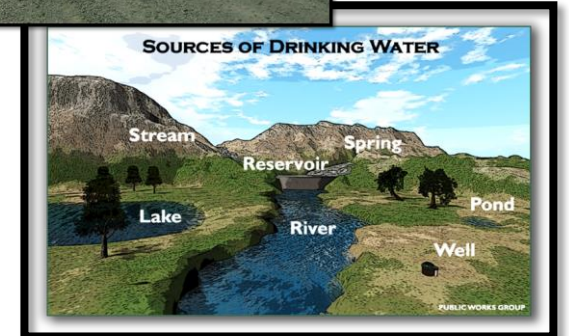 SOURCES OF DRINKING WATER
Stream
Spring
Reservoir
Lake
Pond
River
Well
PUBLIC WORKS GROUP